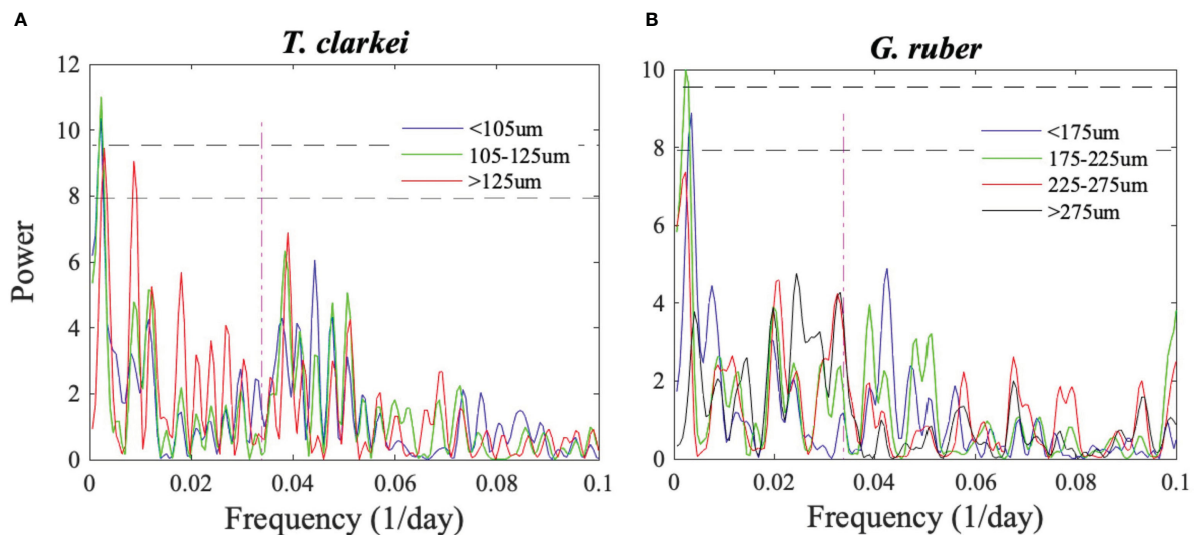 A
T. clarkei
12
10
8
6
4
2
0
Power
<105um
105-125um
>125um
0
0.02
0.04
0.06
0.08
0.1
Frequency (1/day)
B
G. ruber
10
8
6
4
2
0
<175um
175-225um
225-275um
>275um
0
0.02
0.04
0.06
0.08
0.1
Frequency (1/day)